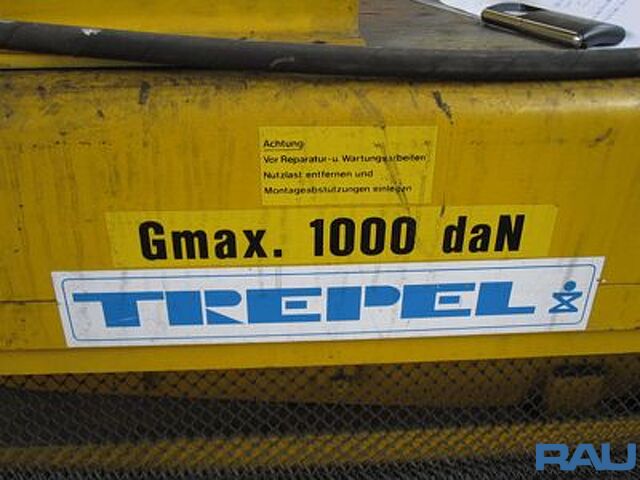 Achtung:
Vor Reparatur-u. Wartungsarbeiten
Nutzlast entfernen und
Montageabstützungen einlegen
Gmax. 1000 daN
TREPEL
RAU